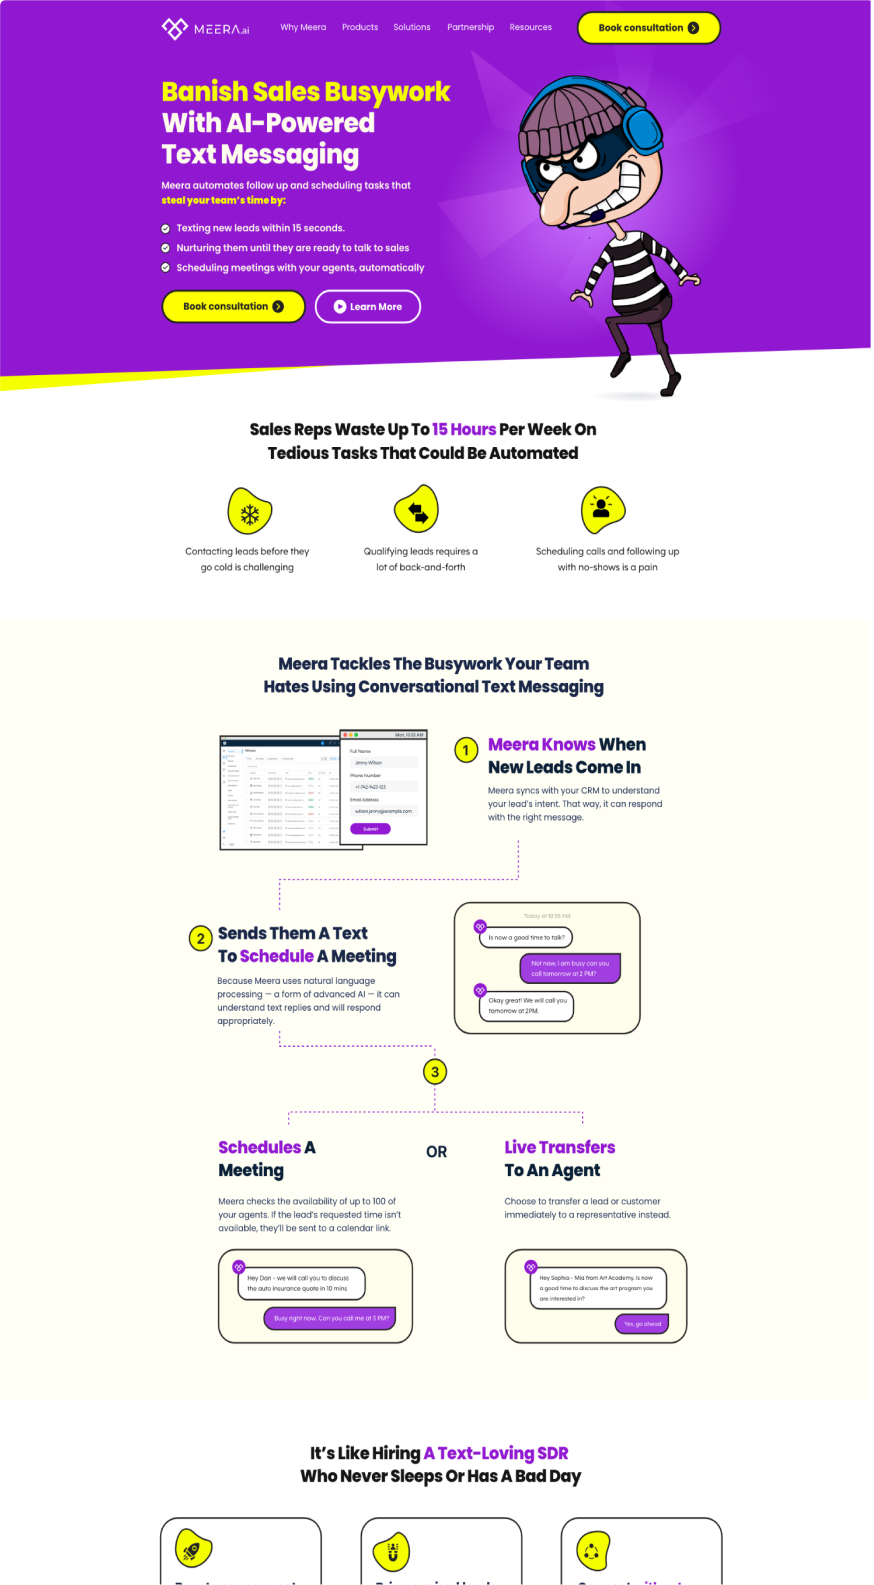 MEERA.ai
Why Meera
Products
Solutions
Partnership
Resources
Book consultation
Banish Sales Busywork
With AI-Powered
Text Messaging
Meera automates follow up and scheduling tasks that
steal your team's time by:
Texting new leads within 15 seconds.
Nurturing them until they are ready to talk to sales
Scheduling meetings with your agents, automatically
Book consultation
Learn More
Sales Reps Waste Up To 15 Hours Per Week On
Tedious Tasks That Could Be Automated
Contacting leads before they
go cold is challenging
Qualifying leads requires a
lot of back-and-forth
Scheduling calls and following up
with no-shows is a pain
Meera Tackles The Busywork Your Team
Hates Using Conversational Text Messaging
Mon, 10:53 AM
Full Name
Jenny Wilson
Phone Number
+1-742-9423-123
Email Address
wilson.jenny@example.com
Submit
1
Meera Knows When
New Leads Come In
Meera syncs with your CRM to understand
your lead's intent. That way, it can respond
with the right message.
2
Sends Them A Text
To Schedule A Meeting
Because Meera uses natural language
processing — a form of advanced AI — it can
understand text replies and will respond
appropriately.
Today at 10:55 AM
Is now a good time to talk?
Not now, I am busy can you
call tomorrow at 2 PM?
Okay great! We will call you
tomorrow at 2PM.
3
Schedules A
Meeting
Meera checks the availability of up to 100 of
your agents. If the lead's requested time isn't
available, they'll be sent to a calendar link.
Hey Dan - we will call you to discuss
the auto insurance quote in 10 mins
Busy right now. Can you call me at 3 PM?
OR
Live Transfers
To An Agent
Choose to transfer a lead or customer
immediately to a representative instead.
Hey Sophia - Mia from Art Academy. Is now
a good time to discuss the art program you
are interested in?
Yes, go ahead
It's Like Hiring A Text-Loving SDR
Who Never Sleeps Or Has A Bad Day